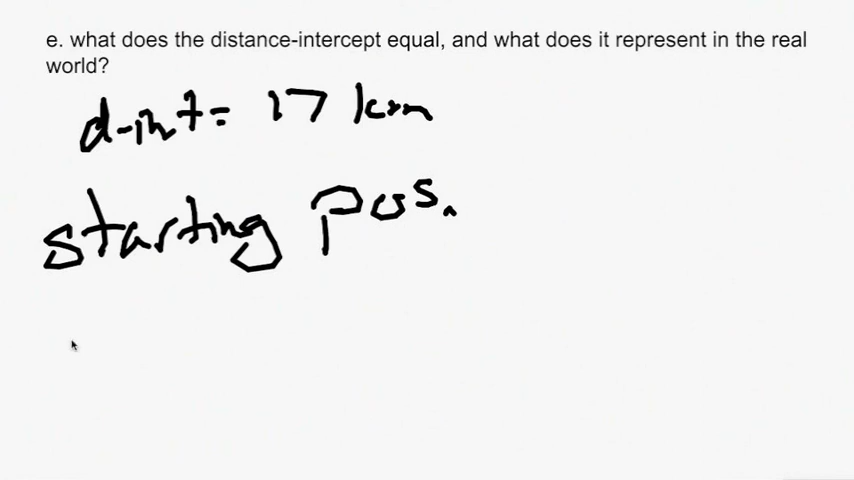 e. what does the distance-intercept equal, and what does it represent in the real
world?
d-int = 17 km
starting pos.